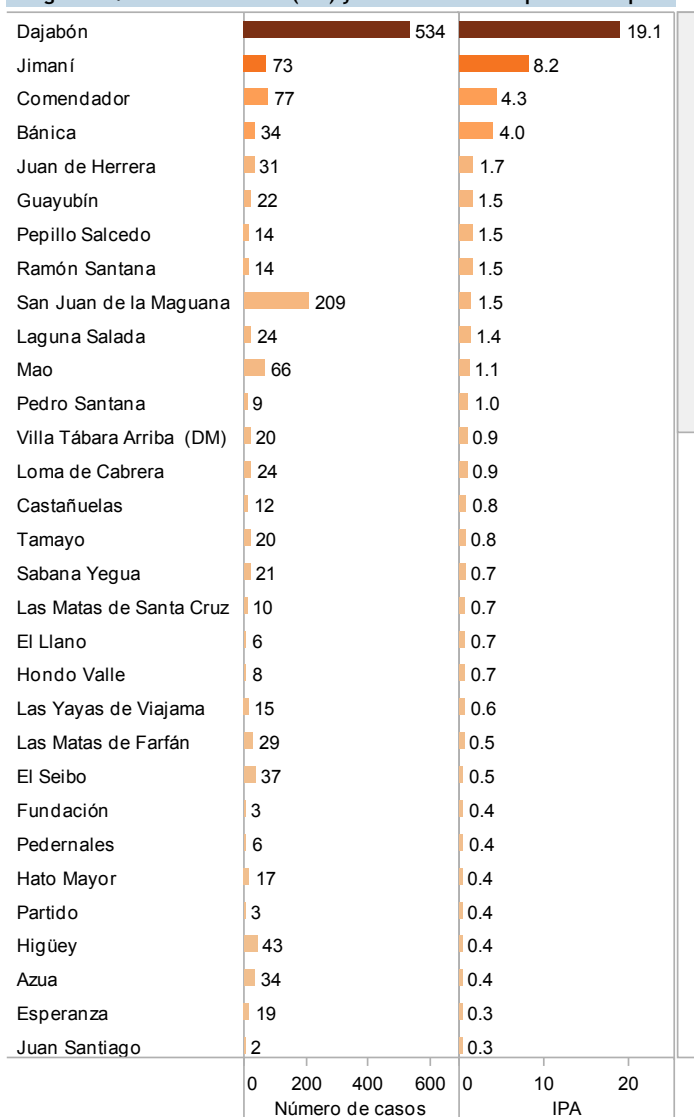 Dajabón 534 19.1
Jimaní 73 8.2
Comendador 77 4.3
Bánica 34 4.0
Juan de Herrera 31 1.7
Guayubín 22 1.5
Pepillo Salcedo 14 1.5
Ramón Santana 14 1.5
San Juan de la Maguana 209 1.5
Laguna Salada 24 1.4
Mao 66 1.1
Pedro Santana 9 1.0
Villa Tábara Arriba (DM) 20 0.9
Loma de Cabrera 24 0.9
Castañuelas 12 0.8
Tamayo 20 0.8
Sabana Yegua 21 0.7
Las Matas de Santa Cruz 10 0.7
El Llano 6 0.7
Hondo Valle 8 0.7
Las Yayas de Viajama 15 0.6
Las Matas de Farfán 29 0.5
El Seibo 37 0.5
Fundación 3 0.4
Pedernales 6 0.4
Hato Mayor 17 0.4
Partido 3 0.4
Higüey 43 0.4
Azua 34 0.4
Esperanza 19 0.3
Juan Santiago 2 0.3
0 200 400 600 0 10 20
Número de casos IPA